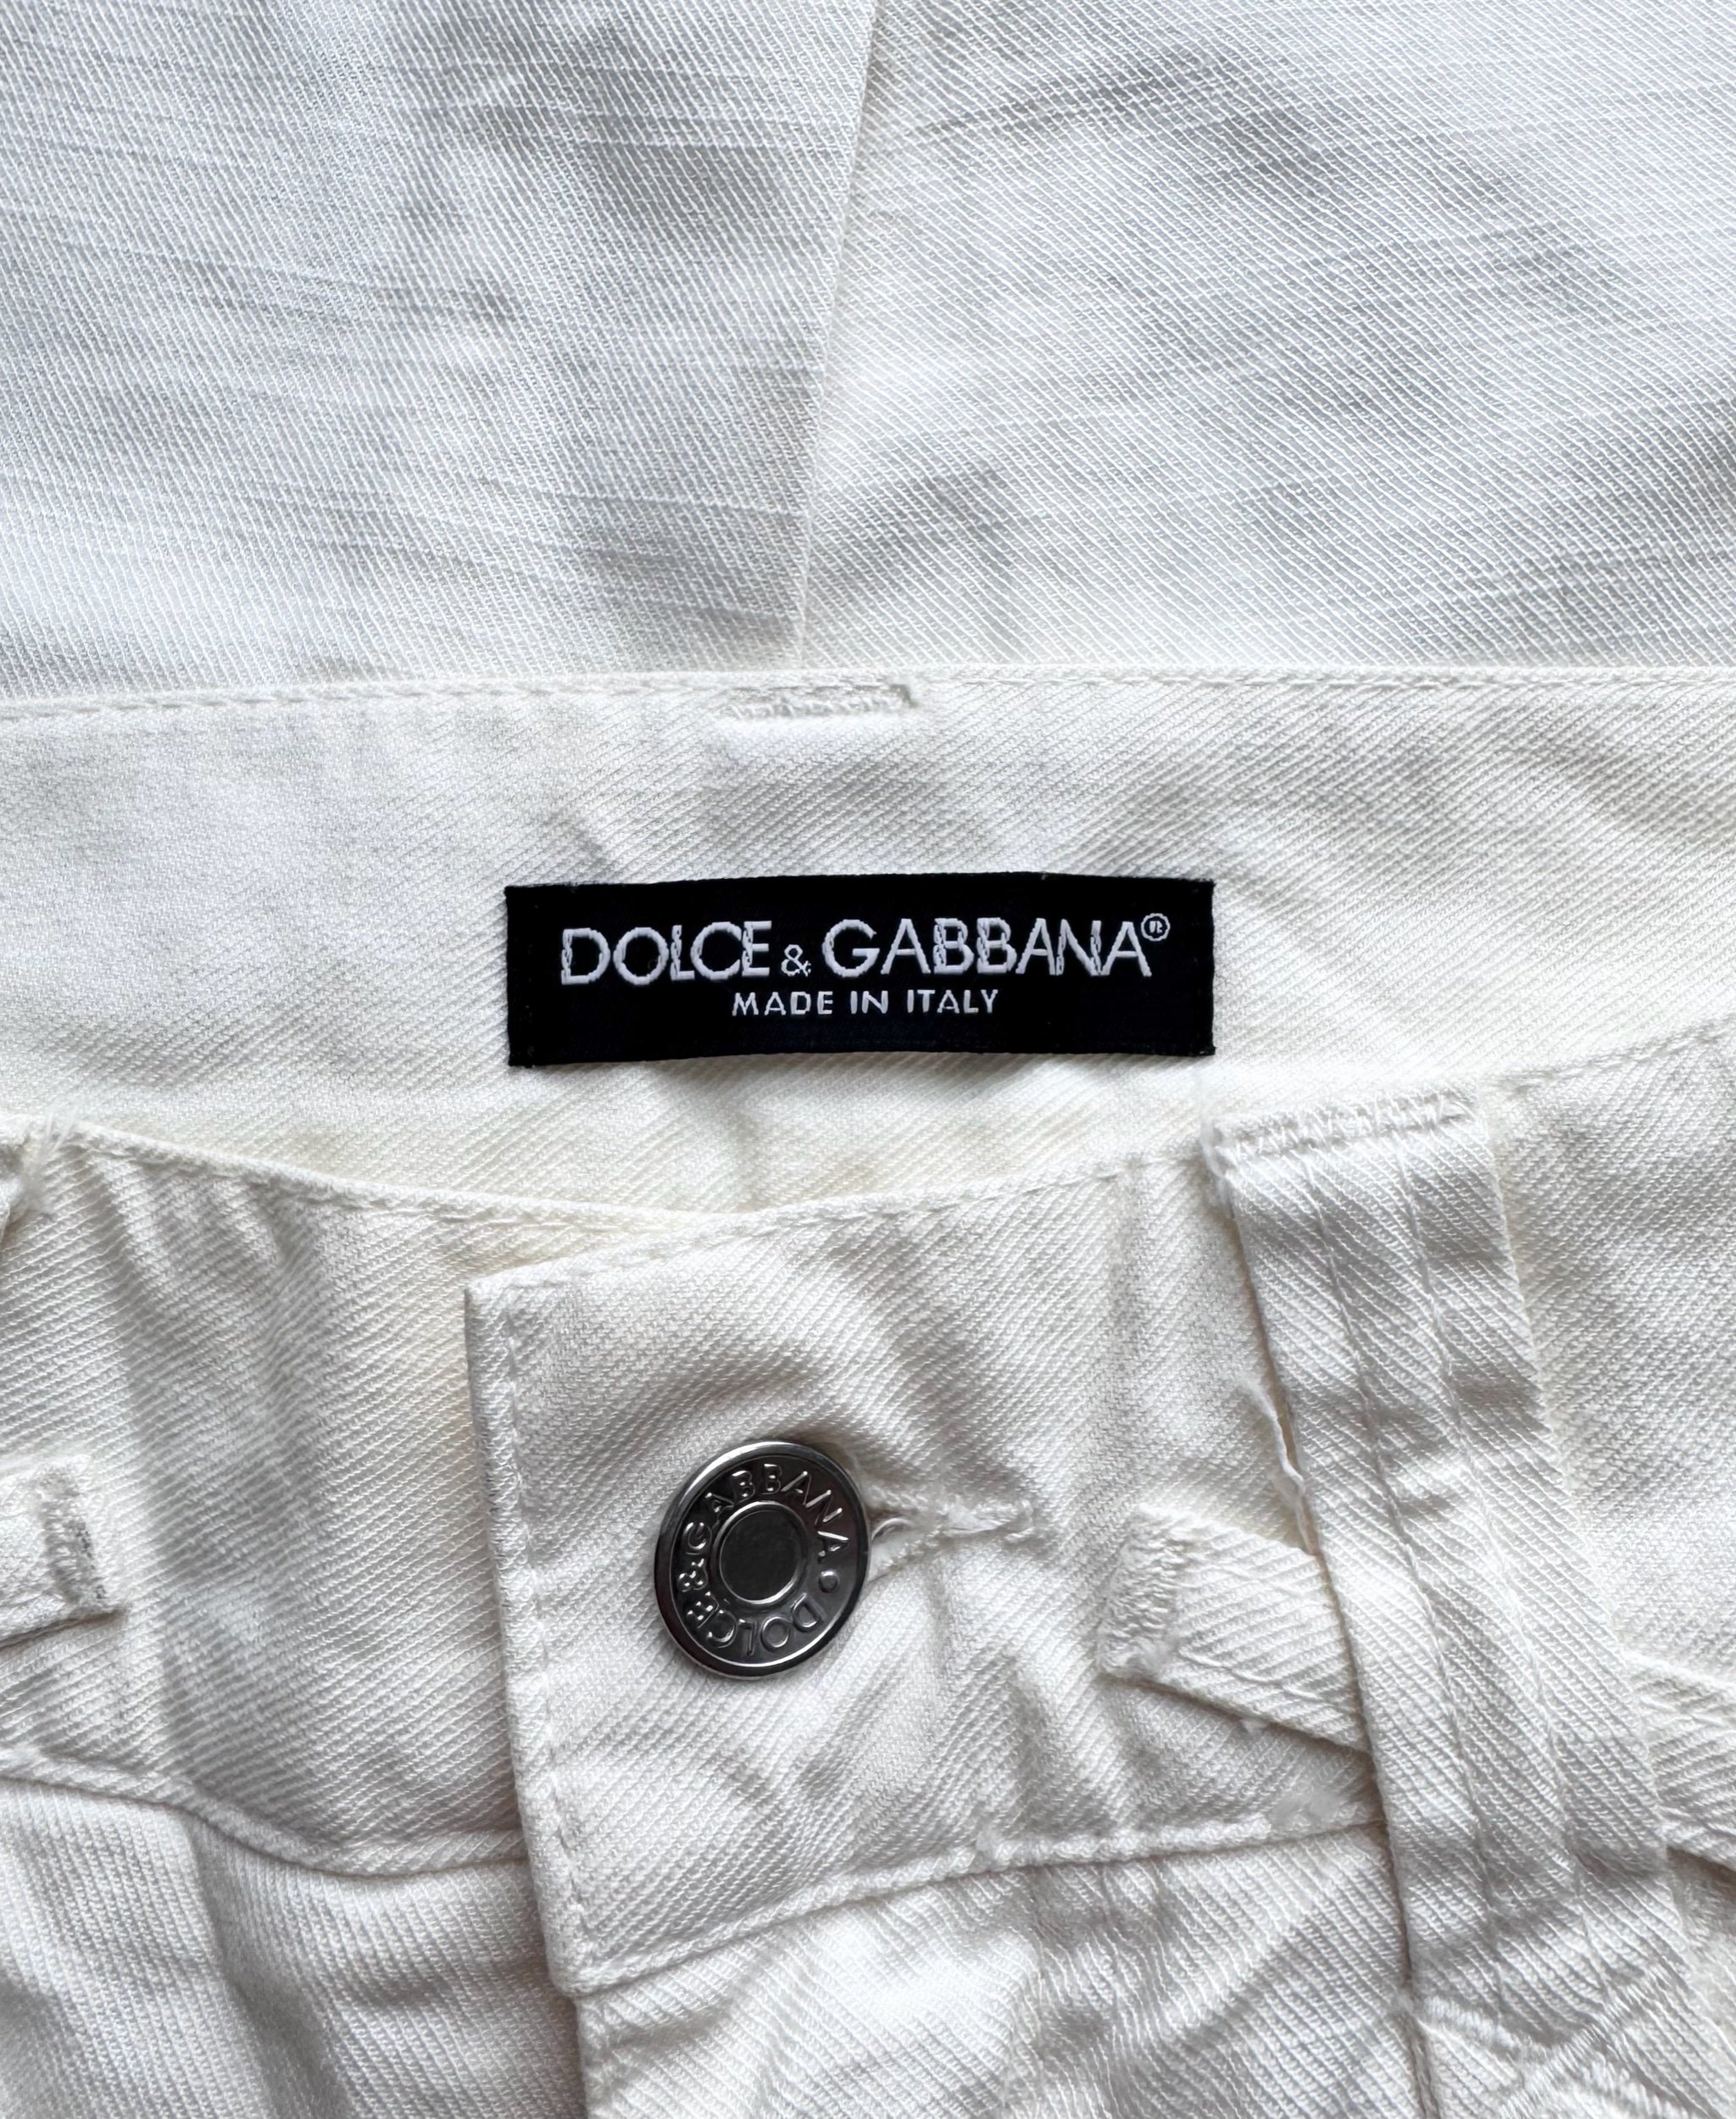 DOLCE & GABBANA®
MADE IN ITALY
DOLCE&GABBANA •